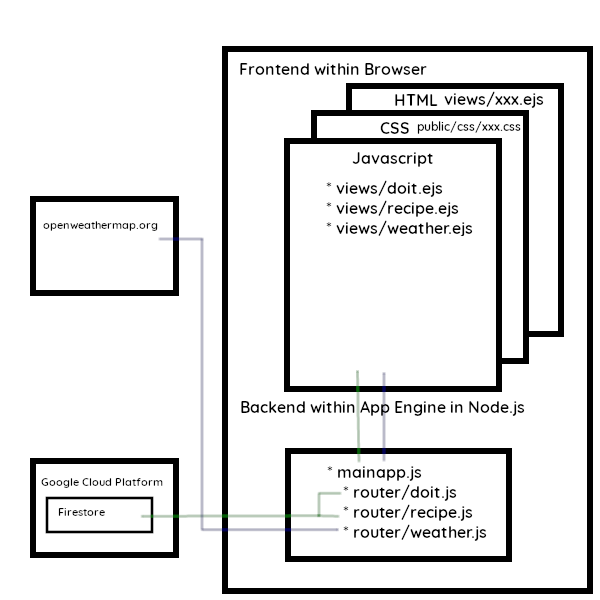 Frontend within Browser
HTML views/xxx.ejs
CSS public/css/xxx.css
Javascript
* views/doit.ejs
* views/recipe.ejs
* views/weather.ejs
openweathermap.org
Backend within App Engine in Node.js
* mainapp.js
* router/doit.js
* router/recipe.js
* router/weather.js
Google Cloud Platform
Firestore